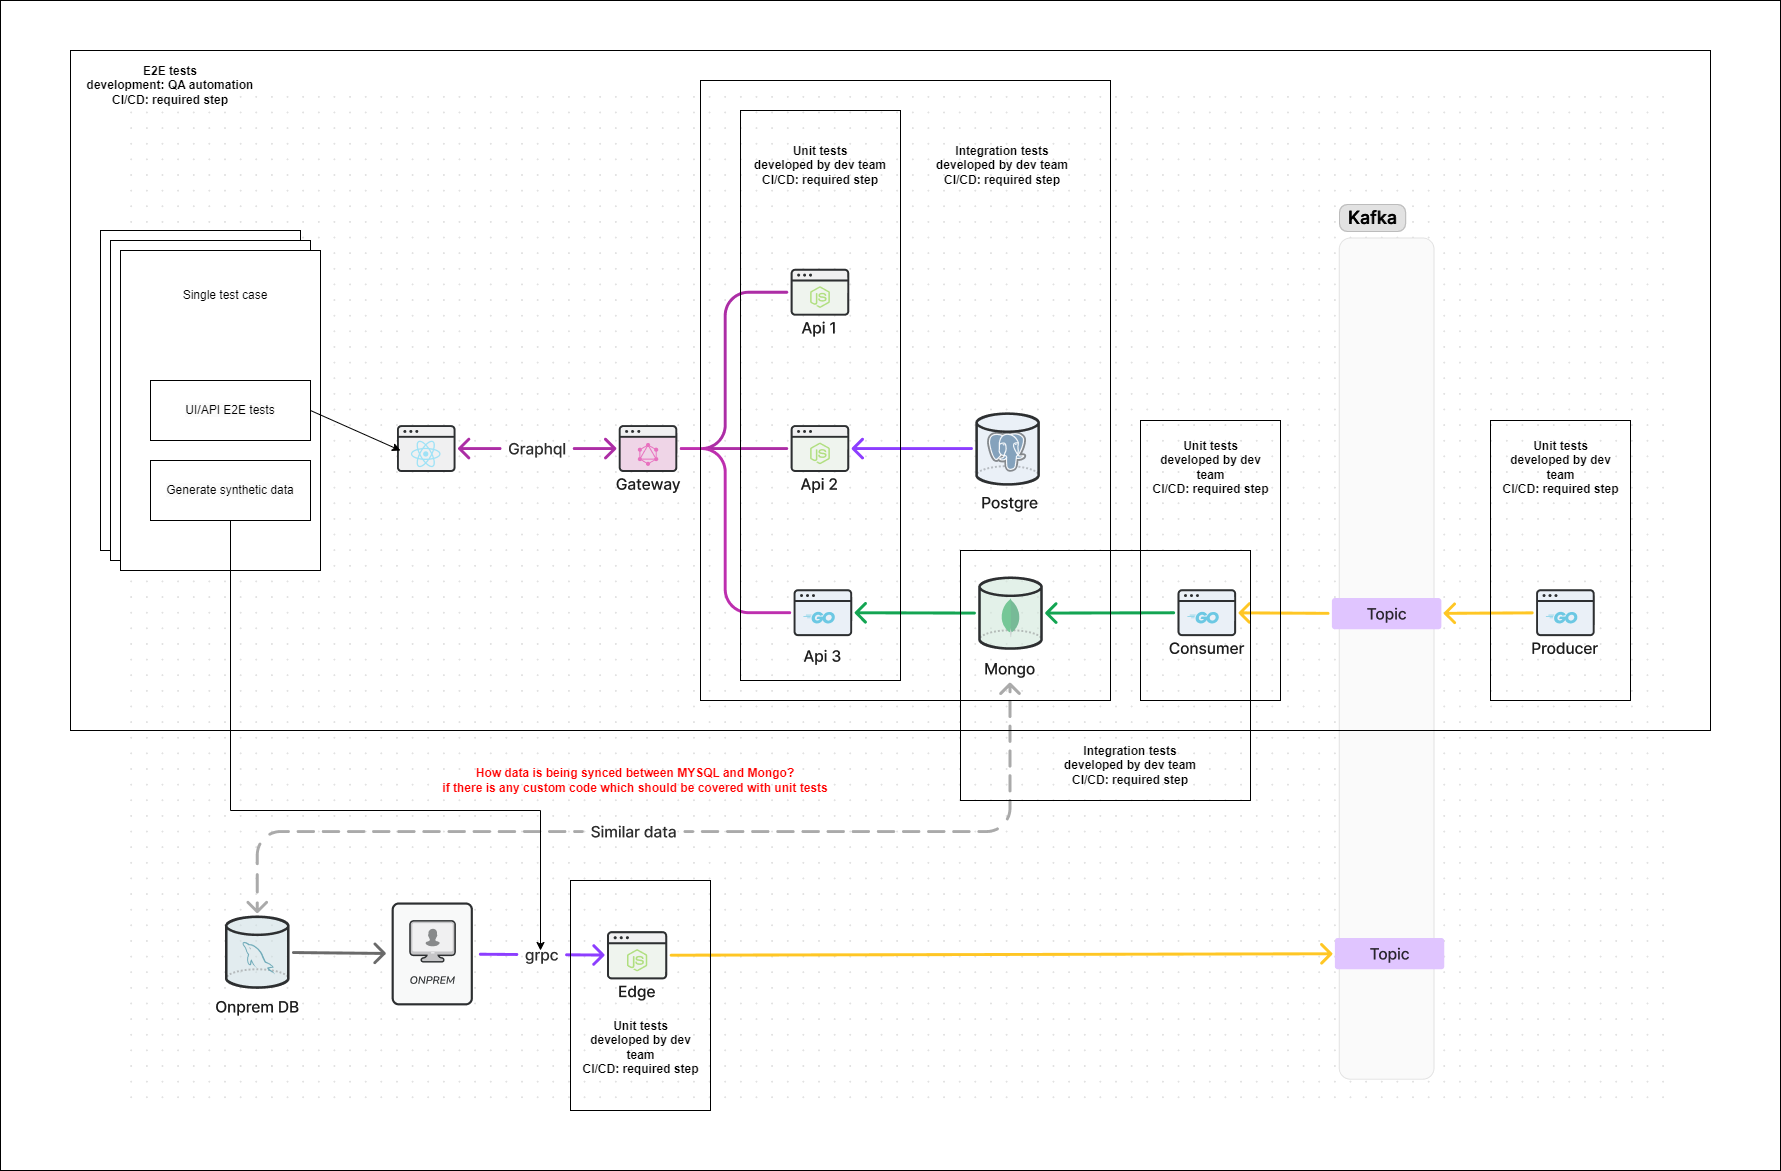 E2E tests
development: QA automation
CI/CD: required step
Unit tests
developed by dev team
CI/CD: required step
Integration tests
developed by dev team
CI/CD: required step
Kafka
Single test case
UI/API E2E tests
Generate synthetic data
Graphql
Gateway
JS
Api 1
JS
Api 2
GO
Api 3
Postgre
Mongo
Unit tests
developed by dev
team
CI/CD: required step
GO
Consumer
Topic
Unit tests
developed by dev
team
CI/CD: required step
GO
Producer
Integration tests
developed by dev team
CI/CD: required step
How data is being synced between MYSQL and Mongo?
if there is any custom code which should be covered with unit tests
Similar data
Onprem DB
ONPREM
grpc
JS
Edge
Unit tests
developed by dev
team
CI/CD: required step
Topic